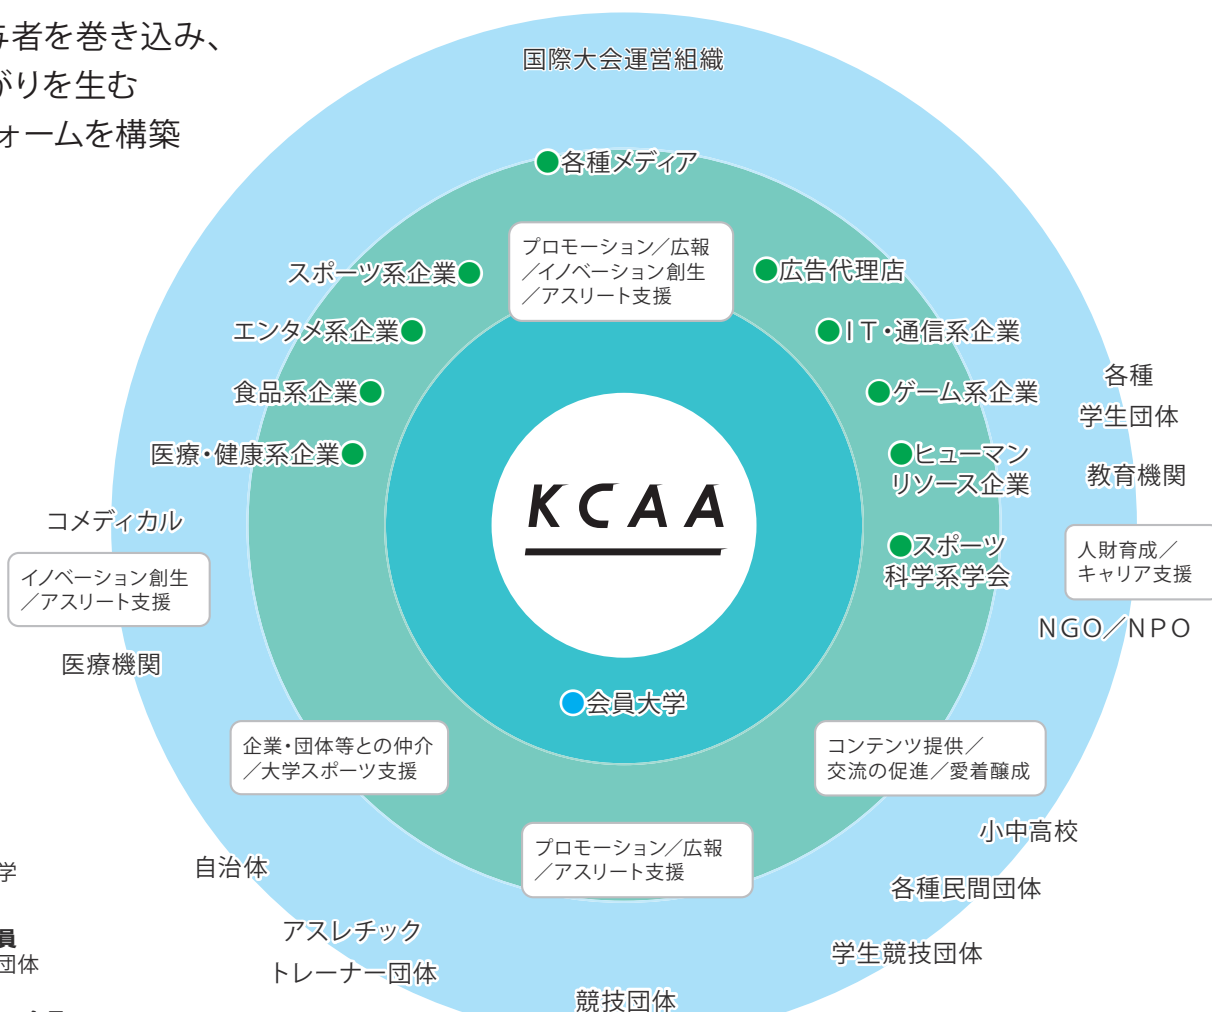 与者を巻き込み、
がりを生む
ォームを構築
国際大会運営組織
各種メディア
プロモーション／広報
／イノベーション創生
／アスリート支援
スポーツ系企業
エンタメ系企業
食品系企業
医療・健康系企業
広告代理店
IT・通信系企業
ゲーム系企業
ヒューマン
リソース企業
スポーツ
科学系学会
各種
学生団体
教育機関
人財育成／
キャリア支援
NGO／NPO
コメディカル
イノベーション創生
／アスリート支援
医療機関
KCAA
会員大学
企業・団体等との仲介
／大学スポーツ支援
コンテンツ提供／
交流の促進／愛着醸成
プロモーション／広報
／アスリート支援
小中高校
各種民間団体
学生競技団体
競技団体
自治体
アスレチック
トレーナー団体
学
員
団体